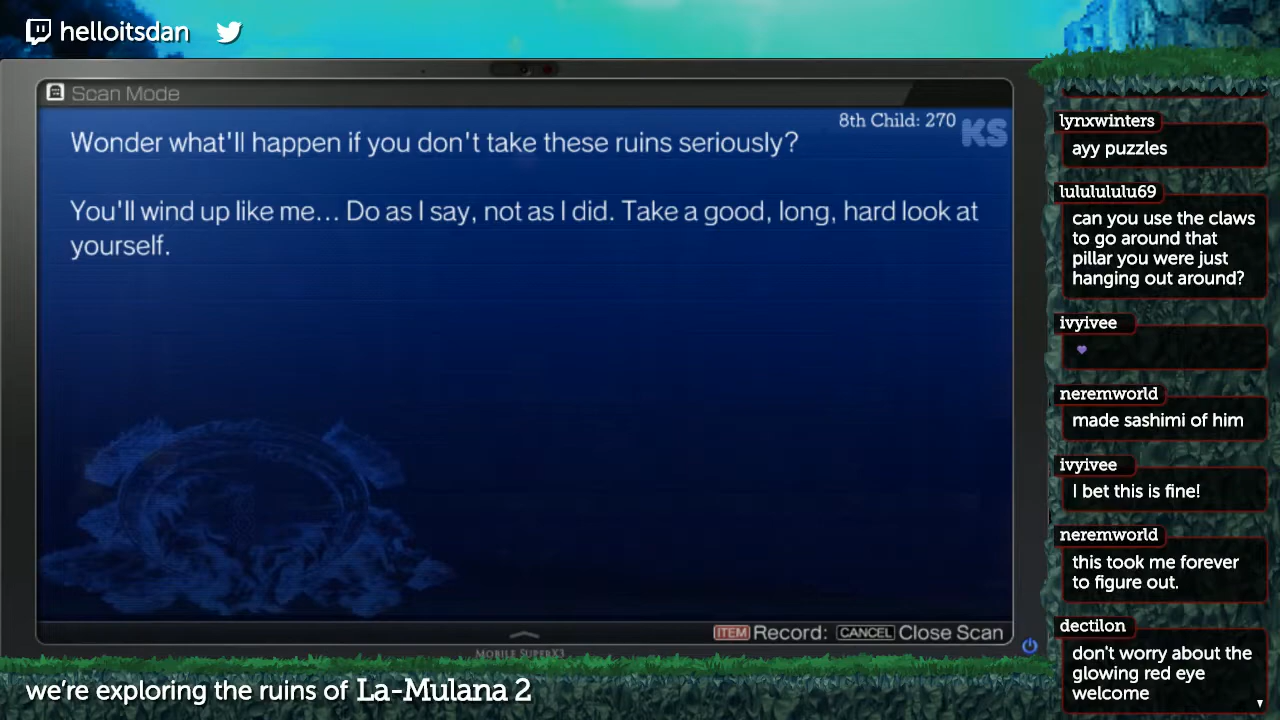 helloitsdan
Scan Mode
8th Child: 270
KS
Wonder what'll happen if you don't take these ruins seriously?
You'll wind up like me... Do as I say, not as I did. Take a good, long, hard look at
yourself.
ITEM Record: CANCEL Close Scan
MOBILE SUPERX3
we're exploring the ruins of La-Mulana 2
lynxwinters
ayy puzzles
lulululululu69
can you use the claws
to go around that
pillar you were just
hanging out around?
ivyivee
neremworld
made sashimi of him
ivyivee
I bet this is fine!
neremworld
this took me forever
to figure out.
dectilon
don't worry about the
glowing red eye
welcome